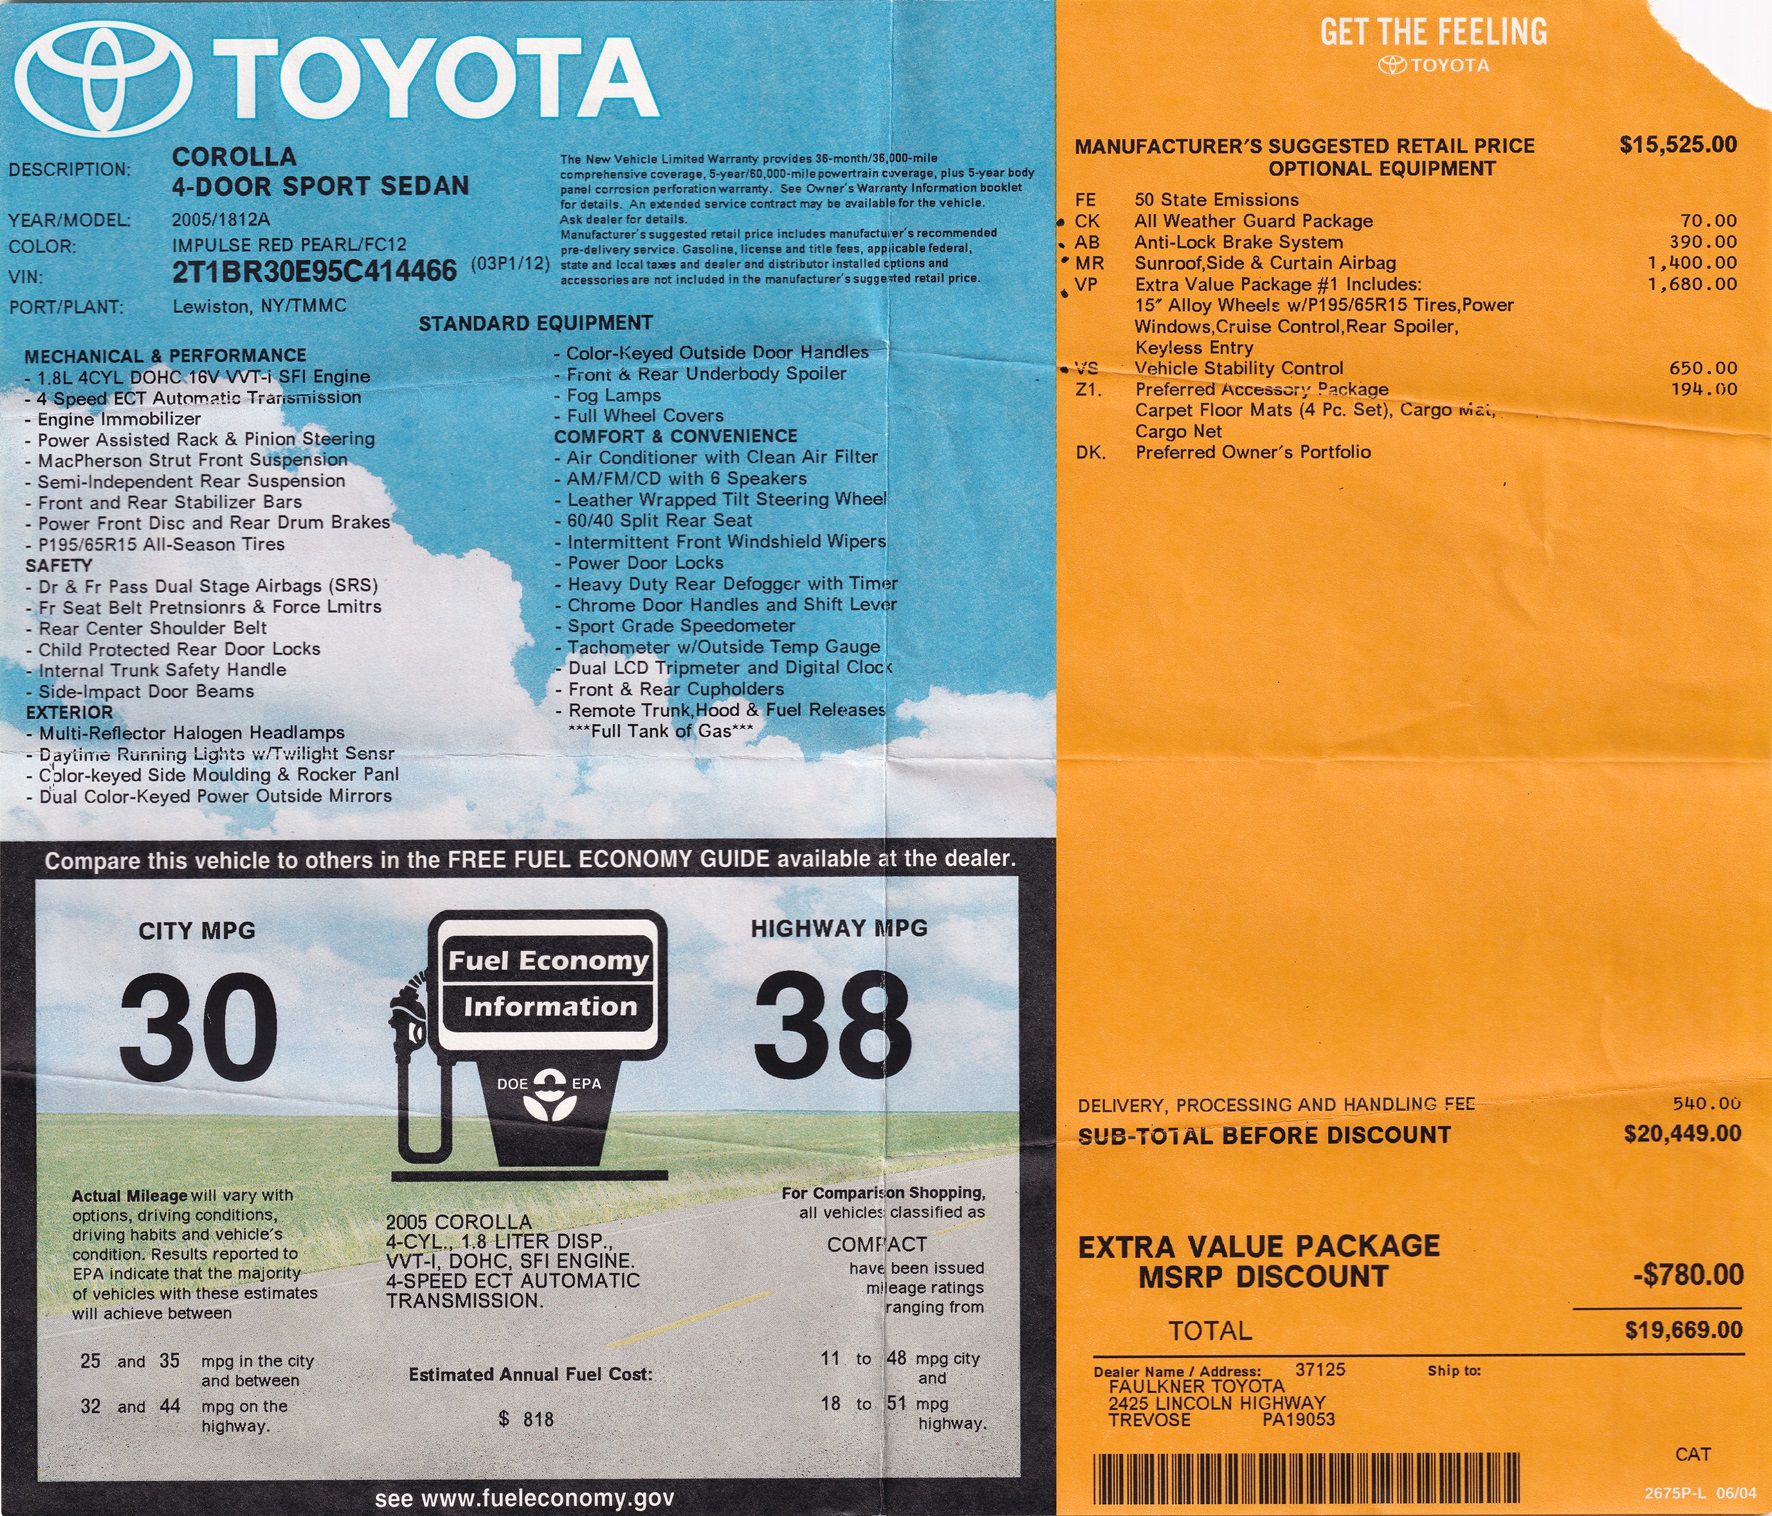 TOYOTA
DESCRIPTION: COROLLA
4-DOOR SPORT SEDAN
YEAR/MODEL: 2005/1812A
COLOR: IMPULSE RED PEARL/FC12
VIN: 2T1BR30E95C414466 (03P1/12)
PORT/PLANT: Lewiston, NY/TMMC
The New Vehicle Limited Warranty provides 36-month/36,000-mile
comprehensive coverage, 5-year/60,000-mile powertrain coverage, plus 5-year body
panel corrosion perforation warranty. See Owner's Warranty Information booklet
for details. An extended service contract may be available for the vehicle.
Ask dealer for details.
Manufacturer's suggested retail price includes manufacturer's recommended
pre-delivery service. Gasoline, license and title fees, applicable federal,
state and local taxes and dealer and distributor installed options and
accessories are not included in the manufacturer's suggested retail price.
STANDARD EQUIPMENT
MECHANICAL & PERFORMANCE
- 1.8L 4CYL DOHC 16V VVT-i SFI Engine
- 4 Speed ECT Automatic Transmission
- Engine Immobilizer
- Power Assisted Rack & Pinion Steering
- MacPherson Strut Front Suspension
- Semi-Independent Rear Suspension
- Front and Rear Stabilizer Bars
- Power Front Disc and Rear Drum Brakes
- P195/65R15 All-Season Tires
SAFETY
- Dr & Fr Pass Dual Stage Airbags (SRS)
- Fr Seat Belt Pretnsionrs & Force Lmitrs
- Rear Center Shoulder Belt
- Child Protected Rear Door Locks
- Internal Trunk Safety Handle
- Side-Impact Door Beams
EXTERIOR
- Multi-Reflector Halogen Headlamps
- Daytime Running Lights w/Twilight Sensr
- Color-keyed Side Moulding & Rocker Panl
- Dual Color-Keyed Power Outside Mirrors
- Color-Keyed Outside Door Handles
- Front & Rear Underbody Spoiler
- Fog Lamps
- Full Wheel Covers
COMFORT & CONVENIENCE
- Air Conditioner with Clean Air Filter
- AM/FM/CD with 6 Speakers
- Leather Wrapped Tilt Steering Wheel
- 60/40 Split Rear Seat
- Intermittent Front Windshield Wipers
- Power Door Locks
- Heavy Duty Rear Defogger with Timer
- Chrome Door Handles and Shift Lever
- Sport Grade Speedometer
- Tachometer w/Outside Temp Gauge
- Dual LCD Tripmeter and Digital Clock
- Front & Rear Cupholders
- Remote Trunk,Hood & Fuel Releases
***Full Tank of Gas***
Compare this vehicle to others in the FREE FUEL ECONOMY GUIDE available at the dealer.
CITY MPG
30
Fuel Economy
Information
DOE EPA
HIGHWAY MPG
38
Actual Mileage will vary with
options, driving conditions,
driving habits and vehicle's
condition. Results reported to
EPA indicate that the majority
of vehicles with these estimates
will achieve between
25 and 35 mpg in the city
and between
32 and 44 mpg on the
highway.
2005 COROLLA
4-CYL., 1.8 LITER DISP.,
VVT-I, DOHC, SFI ENGINE.
4-SPEED ECT AUTOMATIC
TRANSMISSION.
Estimated Annual Fuel Cost:
$ 818
For Comparison Shopping,
all vehicles classified as
COMPACT
have been issued
mileage ratings
ranging from
11 to 48 mpg city
and
18 to 51 mpg
highway.
see www.fueleconomy.gov
GET THE FEELING
TOYOTA
MANUFACTURER'S SUGGESTED RETAIL PRICE $15,525.00
OPTIONAL EQUIPMENT
FE 50 State Emissions
CK All Weather Guard Package 70.00
AB Anti-Lock Brake System 390.00
MR Sunroof,Side & Curtain Airbag 1,400.00
VP Extra Value Package #1 Includes: 1,680.00
15" Alloy Wheels w/P195/65R15 Tires,Power
Windows,Cruise Control,Rear Spoiler,
Keyless Entry
VS Vehicle Stability Control 650.00
Z1. Preferred Accessory Package 194.00
Carpet Floor Mats (4 Pc. Set), Cargo Mat,
Cargo Net
DK. Preferred Owner's Portfolio
DELIVERY, PROCESSING AND HANDLING FEE 540.00
SUB-TOTAL BEFORE DISCOUNT $20,449.00
EXTRA VALUE PACKAGE
MSRP DISCOUNT -$780.00
TOTAL $19,669.00
Dealer Name / Address: 37125 Ship to:
FAULKNER TOYOTA
2425 LINCOLN HIGHWAY
TREVOSE PA19053
CAT
2675P-L 06/04